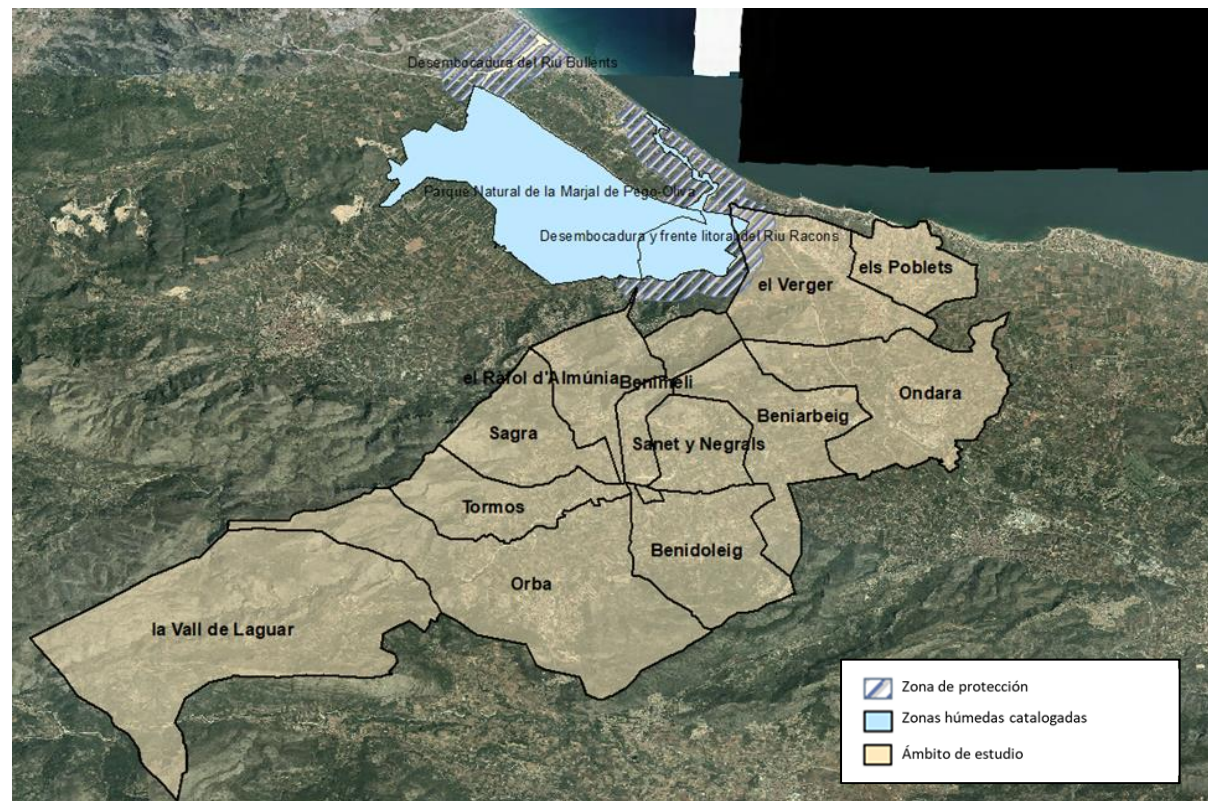 Desembocadura del Riu Bullents
Parque Natural de la Marjal de Pego-Oliva
Desembocadura y frente litoral del Riu Racons
els Poblets
el Verger
el Ràfol d'Almúnia
Benimeli
Ondara
Beniarbeig
Sagra
Sanet y Negrals
Tormos
Benidoleig
Orba
la Vall de Laguar
Zona de protección
Zonas húmedas catalogadas
Ámbito de estudio